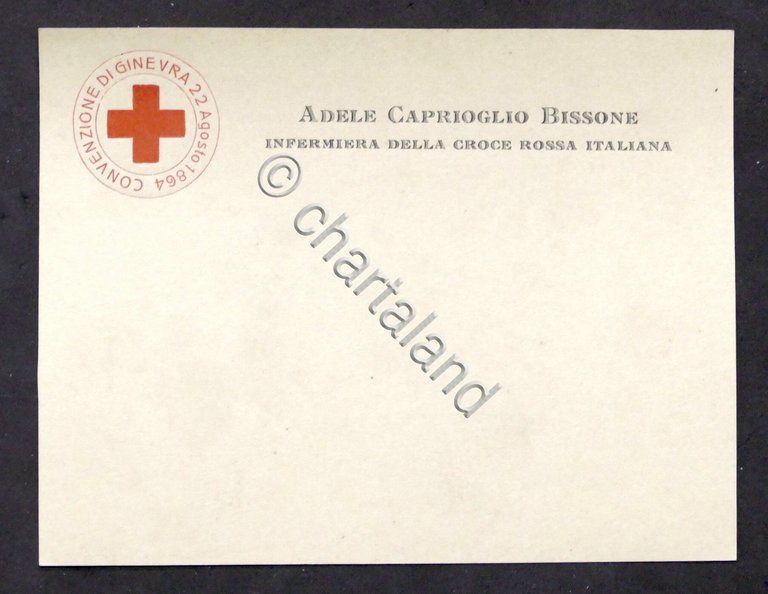 CONVENZIONE DI GINEVRA 22 Agosto 1864
ADELE CAPRIOGLIO BISSONE
INFERMIERA DELLA CROCE ROSSA ITALIANA
© chartaland